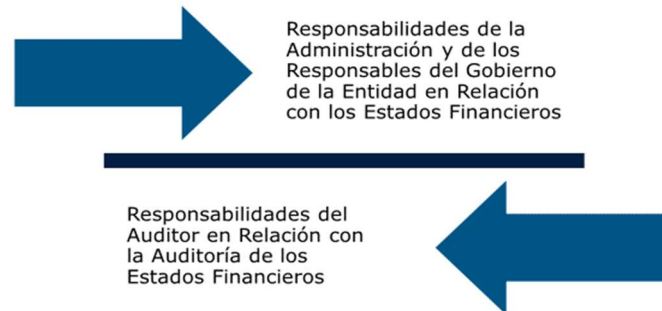 Responsabilidades de la
Administración y de los
Responsables del Gobierno
de la Entidad en Relación
con los Estados Financieros
Responsabilidades del
Auditor en Relación con
la Auditoría de los
Estados Financieros